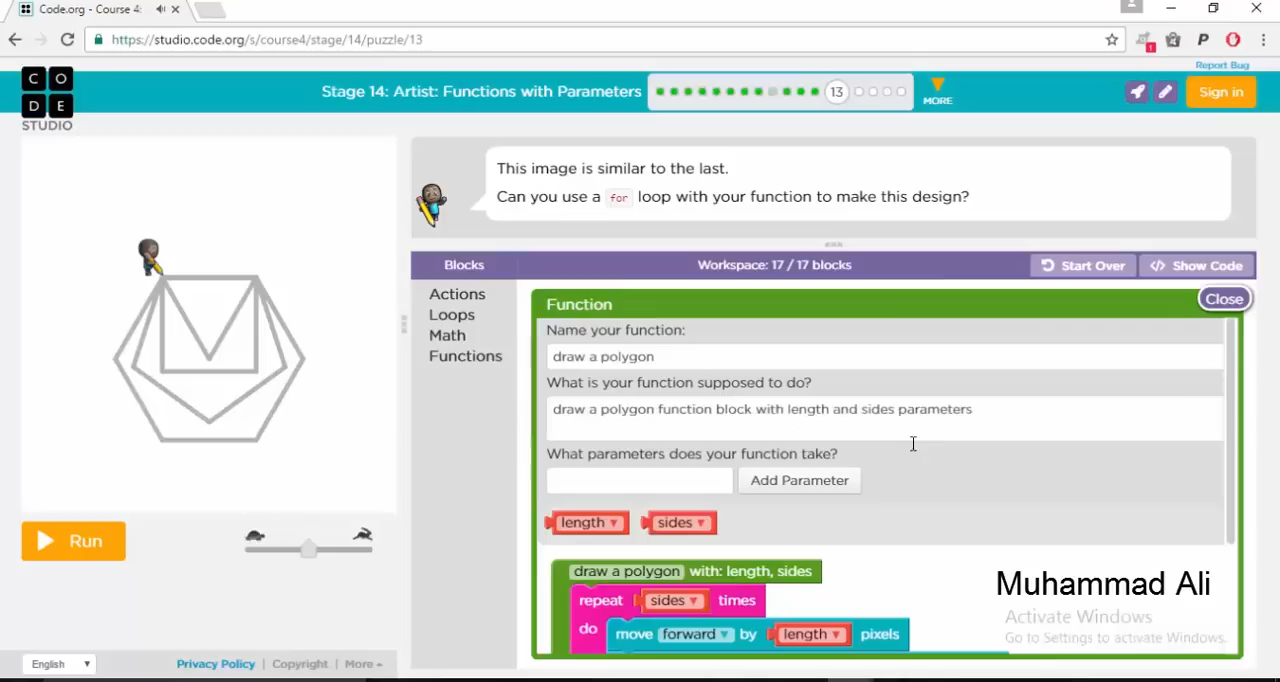 Code.org - Course 4:
https://studio.code.org/s/course4/stage/14/puzzle/13
Report Bug
C O
D E
STUDIO
Stage 14: Artist: Functions with Parameters
13
MORE
Sign in
This image is similar to the last.
Can you use a for loop with your function to make this design?
Blocks
Workspace: 17 / 17 blocks
Start Over
</> Show Code
Actions
Loops
Math
Functions
Function
Close
Name your function:
draw a polygon
What is your function supposed to do?
draw a polygon function block with length and sides parameters
What parameters does your function take?
Add Parameter
length
sides
draw a polygon with: length, sides
repeat sides times
do move forward by length pixels
Run
Muhammad Ali
Activate Windows
Go to Settings to activate Windows.
English
Privacy Policy | Copyright | More